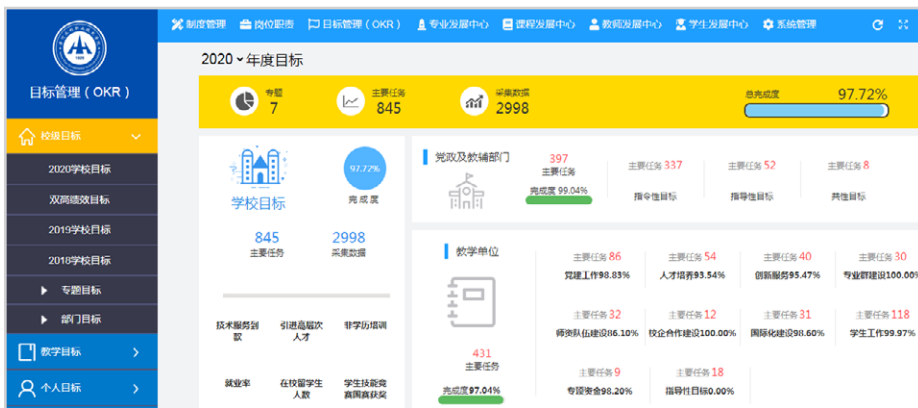 制度管理 岗位职责 目标管理（OKR） 专业发展中心 课程发展中心 教师发展中心 学生发展中心 系统管理
目标管理（OKR）
校级目标
2020学校目标
双高绩效目标
2019学校目标
2018学校目标
专题目标
部门目标
教学目标
个人目标
2020 年度目标
专题
7
主要任务
845
采集数据
2998
总完成度 97.72%
97.72%
学校目标 完成度
845 2998
主要任务 采集数据
技术服务到款 引进高层次人才 非学历培训
就业率 在校留学生人数 学生技能竞赛国赛获奖
党政及教辅部门
397
主要任务
完成度 99.04%
主要任务 337 主要任务 52 主要任务 8
指令性目标 指导性目标 共性目标
教学单位
431
主要任务
完成度97.04%
主要任务 86 主要任务 54 主要任务 40 主要任务 30
党建工作98.83% 人才培养93.54% 创新服务95.47% 专业群建设100.00%
主要任务 32 主要任务 12 主要任务 31 主要任务 118
师资队伍建设86.10% 校企合作建设100.00% 国际化建设98.60% 学生工作99.97%
主要任务 9 主要任务 18
专项资金98.20% 指导性目标0.00%